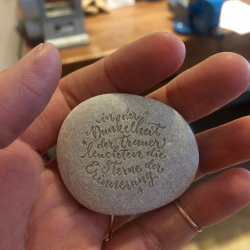 in der
Dunkelheit
der trauer
leuchten die
Sterne der
Erinnerung